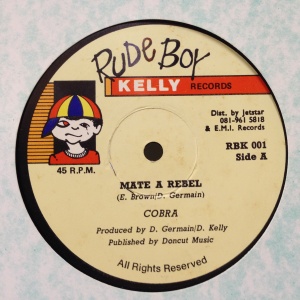 RUDE BOY
KELLY RECORDS
Dist. by Jetstar
081-961 5818
& E.M.I. Records
RBK 001
Side A
45 R.P.M.
MATE A REBEL
(E. Brown/D. Germain)
COBRA
Produced by D. Germain/D. Kelly
Published by Doncut Music
All Rights Reserved